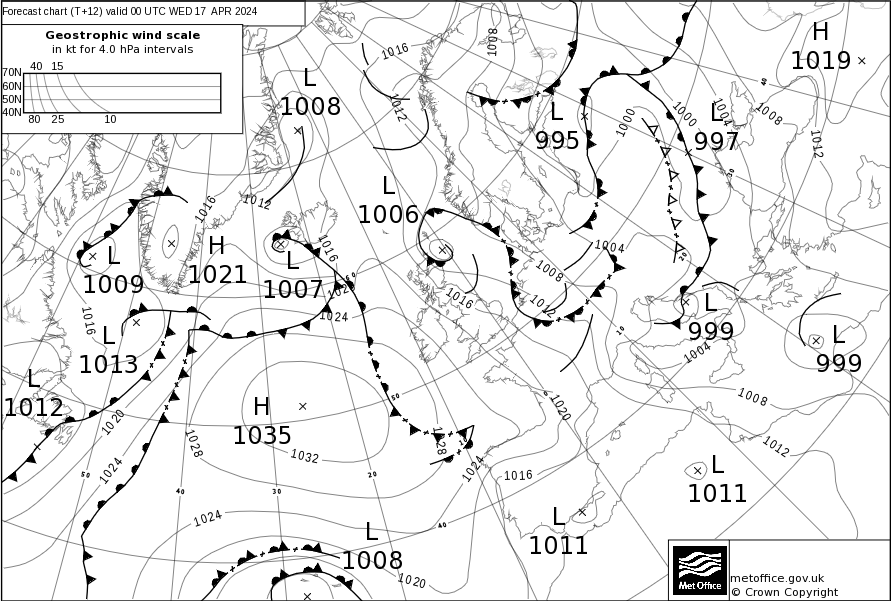 Forecast chart (T+12) valid 00 UTC WED 17 APR 2024
Geostrophic wind scale
in kt for 4.0 hPa intervals
40 15
70N
60N
50N
40N
80 25 10
H
1019
L
1008
L
995
L
997
L
1006
H
1021
L
1009
L
1007
L
999
L
999
L
1013
L
1012
H
1035
L
1011
L
1011
L
1008
1016
1008
1012
1000
1000
1004
1008
1012
1016
1012
1016
1004
1008
1012
1016
1020
1024
1016
1004
1008
1012
1020
1028
1024
1032
1028
1024
1020
1016
1024
1020
40
30
20
10
0
60
50
50
40
30
20
40
Met Office
metoffice.gov.uk
© Crown Copyright